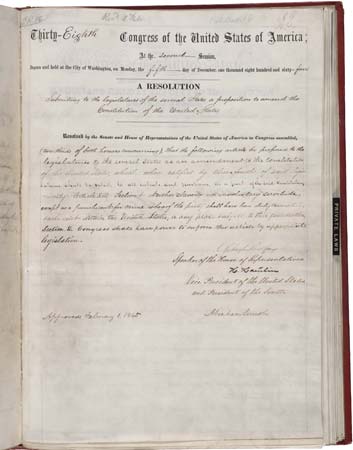 Thirty-Eighth Congress of the United States of America;
At the second Session,
Begun and held at the City of Washington, on Monday, the fifth day of December, one thousand eight hundred and sixty-four
A RESOLUTION
Submitting to the legislatures of the several States a proposition to amend the
Constitution of the United States.
Resolved by the Senate and House of Representatives of the United States of America in Congress assembled,
(two thirds of both houses concurring), that the following article be proposed to the
legislatures of the several states as an amendment to the Constitution
of the United States, which, when ratified by three-fourths of said legis-
latures shall be valid, to all intents and purposes, as a part of the said Constitution,
namely: Article XIII. Section 1. Neither slavery nor involuntary servitude,
except as a punishment for crime whereof the party shall have been duly convicted,
shall exist within the United States, or any place subject to their jurisdiction.
Section 2. Congress shall have power to enforce this article by appropriate
legislation.
Schuyler Colfax
Speaker of the House of Representatives.
H. Hamlin
Vice President of the United States
and President of the Senate.
Approved, February 1, 1865.
Abraham Lincoln
PRIVATE LAWS